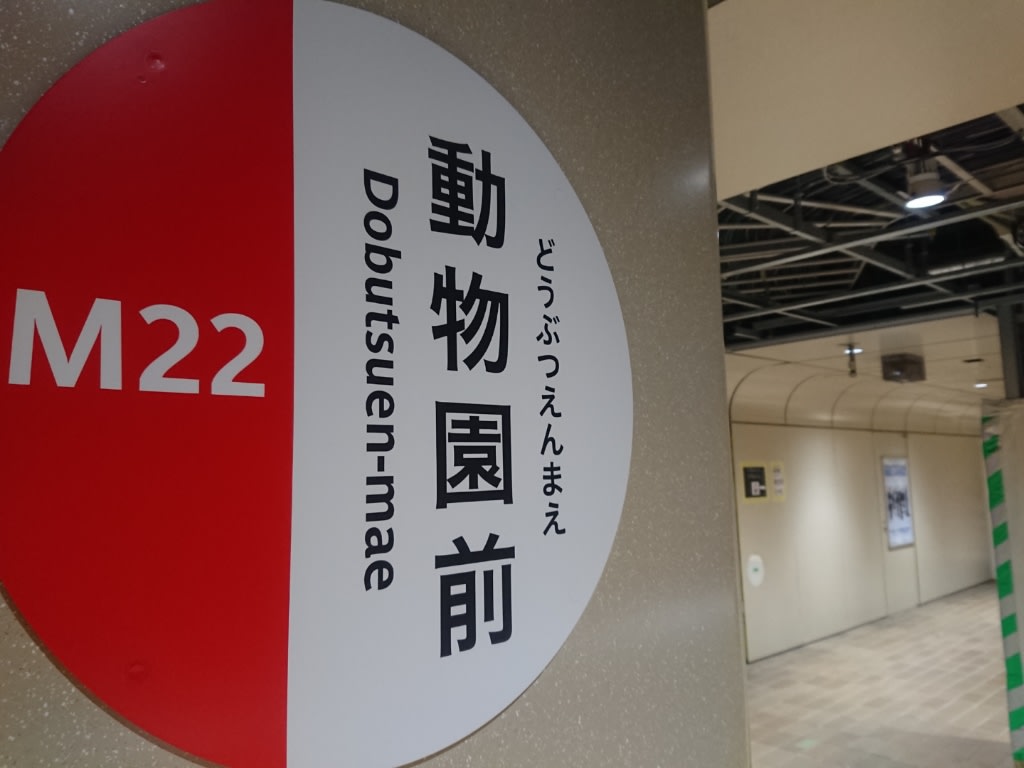 M22
どうぶつえんまえ
動物園前
Dobutsuen-mae